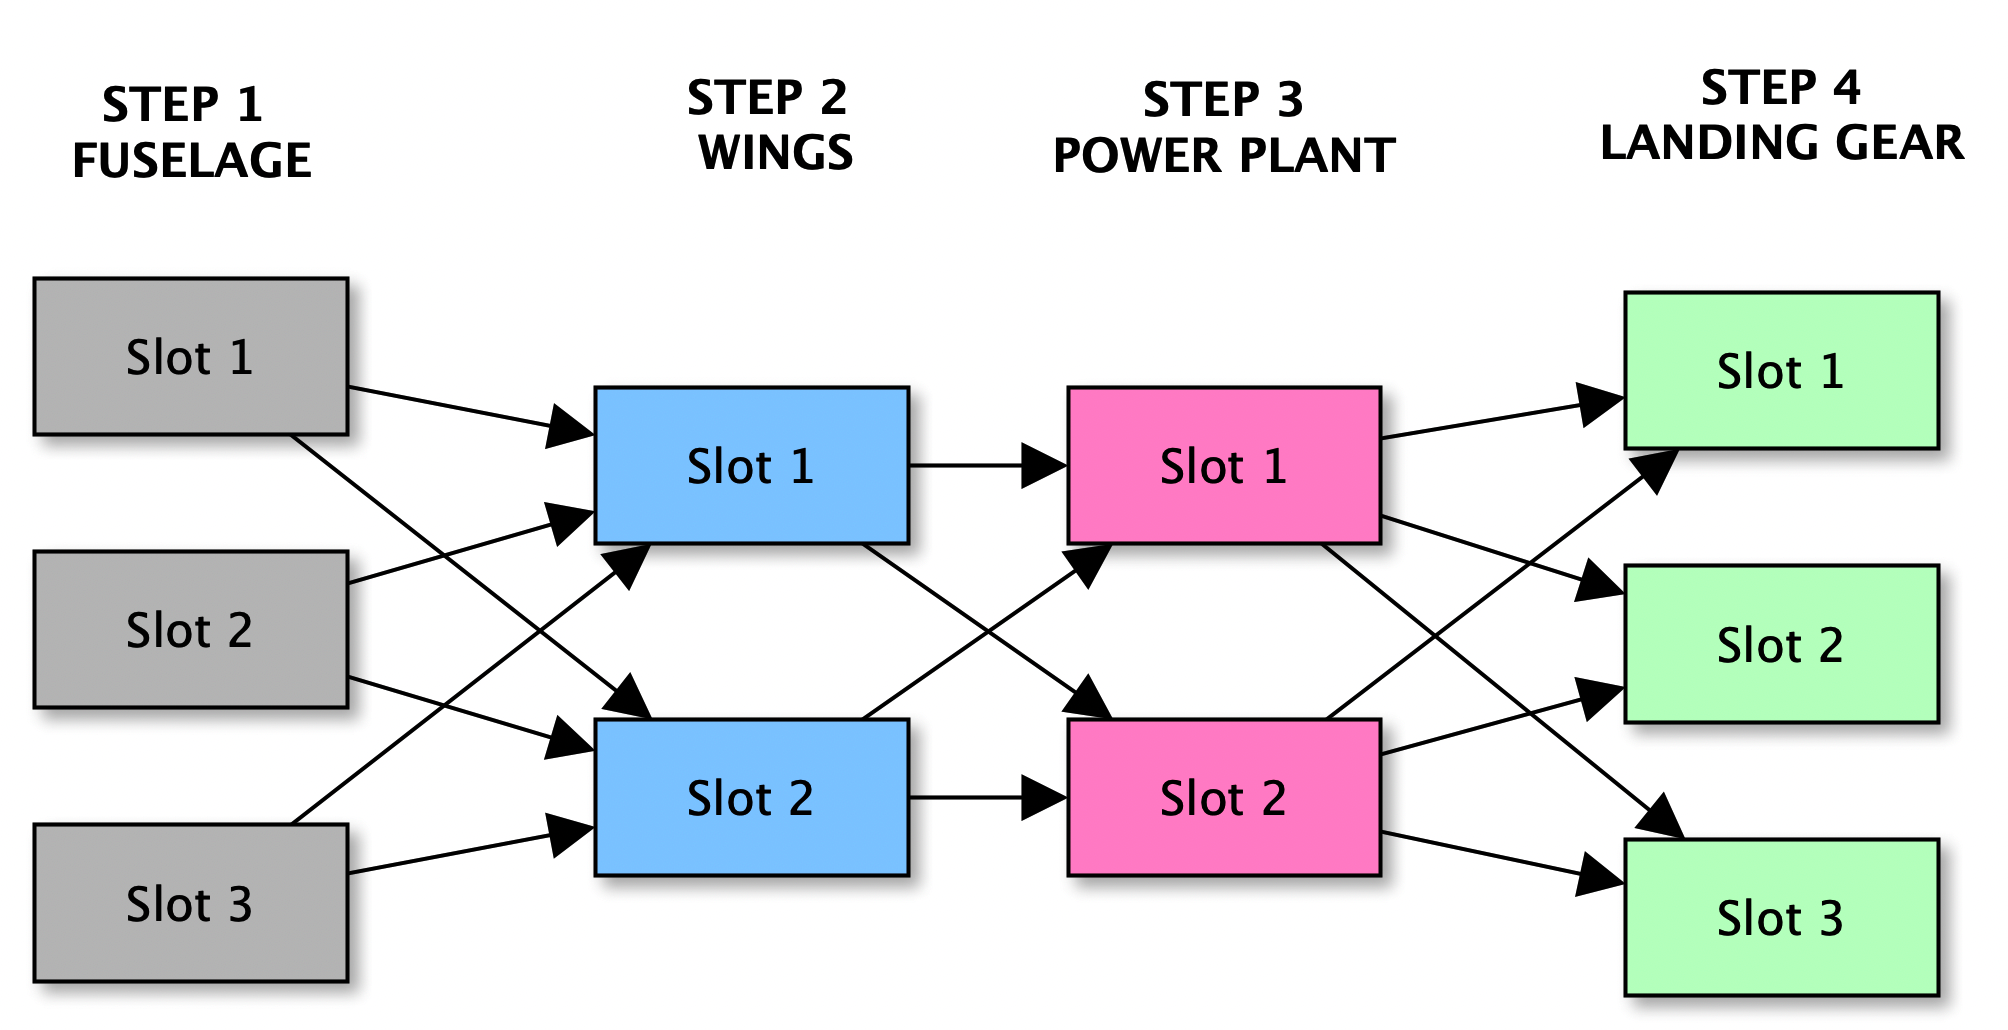 STEP 1
FUSELAGE
STEP 2
WINGS
STEP 3
POWER PLANT
STEP 4
LANDING GEAR
Slot 1
Slot 2
Slot 3
Slot 1
Slot 2
Slot 1
Slot 2
Slot 1
Slot 2
Slot 3